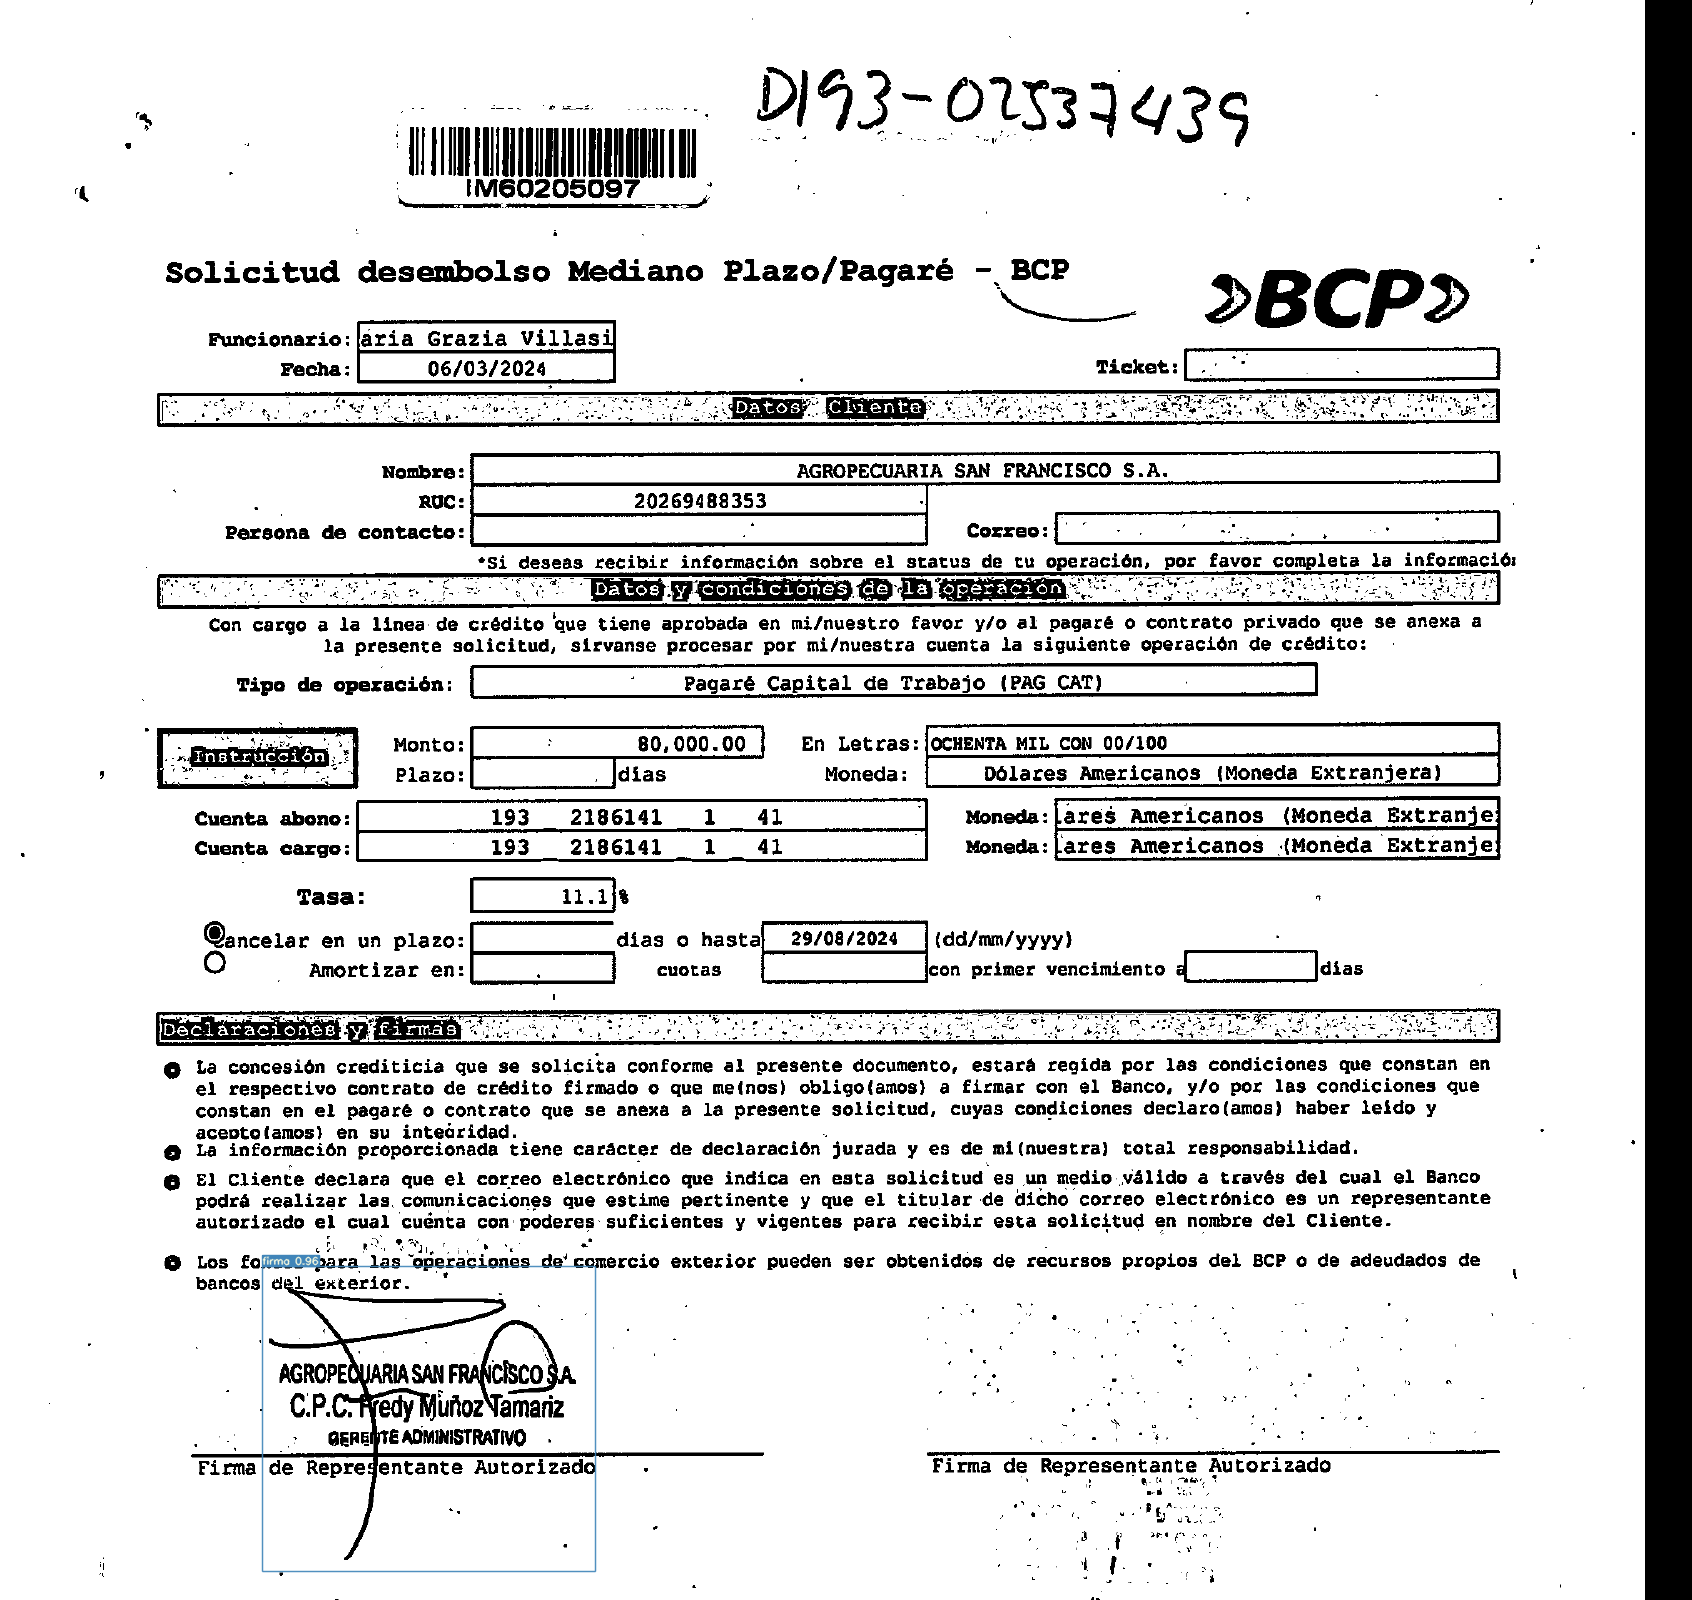 D193-02537439
IM60205097
Solicitud desembolso Mediano Plazo/Pagaré - BCP
»BCP»
Funcionario: aria Grazia Villasi
Fecha: 06/03/2024
Ticket:
Datos Cliente
Nombre: AGROPECUARIA SAN FRANCISCO S.A.
RUC: 20269488353
Persona de contacto: Correo:
*Si deseas recibir información sobre el status de tu operación, por favor completa la informació
Datos y condiciones de la operación
Con cargo a la línea de crédito que tiene aprobada en mi/nuestro favor y/o al pagaré o contrato privado que se anexa a
la presente solicitud, sírvanse procesar por mi/nuestra cuenta la siguiente operación de crédito:
Tipo de operación: Pagaré Capital de Trabajo (PAG CAT)
Instrucción
Monto: 80,000.00 En Letras: OCHENTA MIL CON 00/100
Plazo: días Moneda: Dólares Americanos (Moneda Extranjera)
Cuenta abono: 193 2186141 1 41 Moneda: lares Americanos (Moneda Extranje
Cuenta cargo: 193 2186141 1 41 Moneda: lares Americanos (Moneda Extranje
Tasa: 11.1 %
Cancelar en un plazo: días o hasta 29/08/2024 (dd/mm/yyyy)
Amortizar en: cuotas con primer vencimiento a días
Declaraciones y firmas
La concesión crediticia que se solicita conforme al presente documento, estará regida por las condiciones que constan en
el respectivo contrato de crédito firmado o que me(nos) obligo(amos) a firmar con el Banco, y/o por las condiciones que
constan en el pagaré o contrato que se anexa a la presente solicitud, cuyas condiciones declaro(amos) haber leído y
acepto(amos) en su integridad.
La información proporcionada tiene carácter de declaración jurada y es de mi(nuestra) total responsabilidad.
El Cliente declara que el correo electrónico que indica en esta solicitud es un medio válido a través del cual el Banco
podrá realizar las comunicaciones que estime pertinente y que el titular de dicho correo electrónico es un representante
autorizado el cual cuenta con poderes suficientes y vigentes para recibir esta solicitud en nombre del Cliente.
firma 0.96
Los fo para las operaciones de comercio exterior pueden ser obtenidos de recursos propios del BCP o de adeudados de
bancos del exterior.
AGROPECUARIA SAN FRANCISCO S.A.
C.P.C. Fredy Muñoz Tamariz
GERENTE ADMINISTRATIVO
Firma de Representante Autorizado
Firma de Representante Autorizado